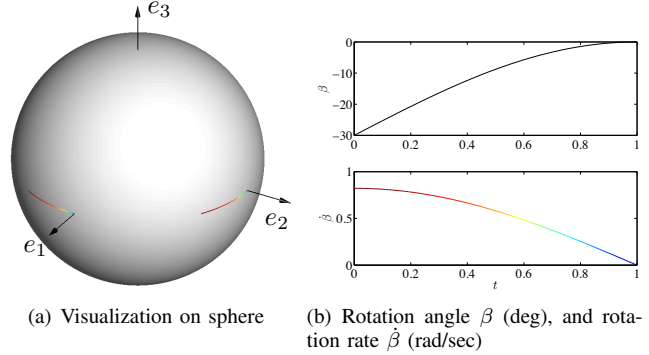 e₃
e₂
e₁
0
−10
−20
−30
β
0 0.2 0.4 0.6 0.8 1
1
0.5
0
β̇
0 0.2 0.4 0.6 0.8 1
t
(a) Visualization on sphere
(b) Rotation angle β (deg), and rota-
tion rate β̇ (rad/sec)